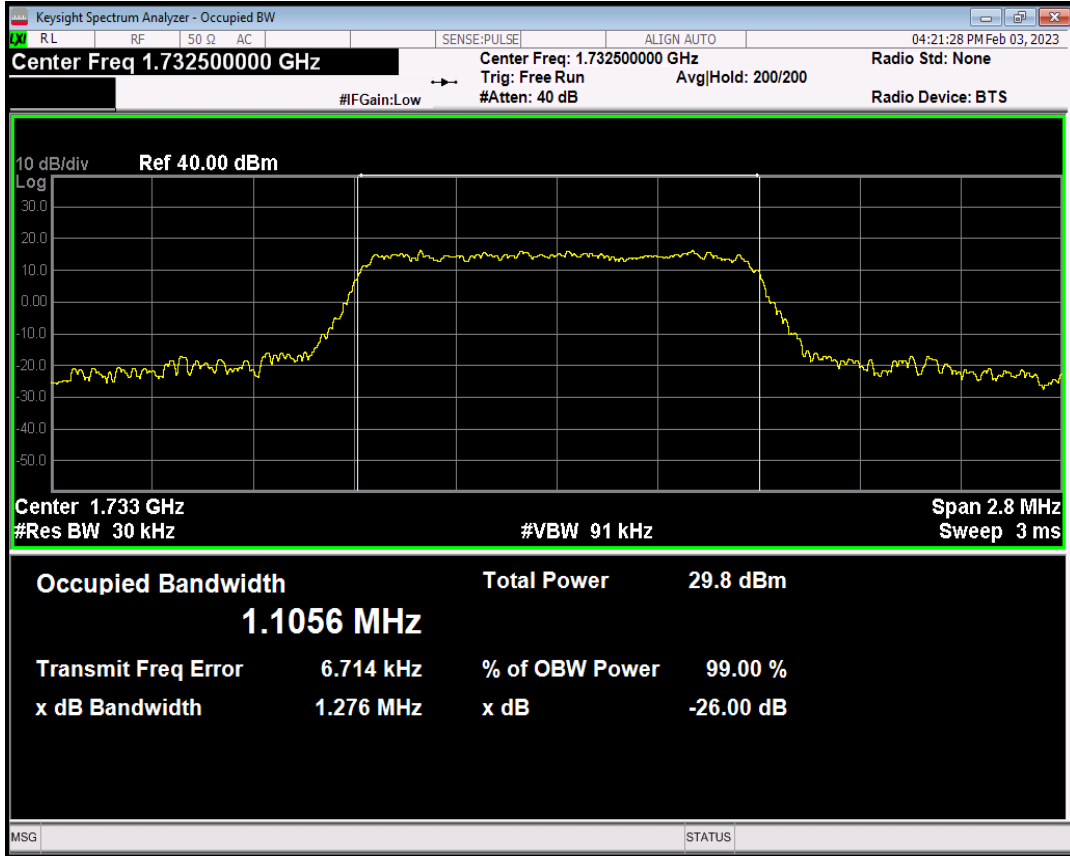 Keysight Spectrum Analyzer - Occupied BW
LXI RL RF 50 Ω AC SENSE:PULSE ALIGN AUTO 04:21:28 PM Feb 03, 2023
Center Freq 1.732500000 GHz Center Freq: 1.732500000 GHz Radio Std: None
Trig: Free Run Avg|Hold: 200/200
#IFGain:Low #Atten: 40 dB Radio Device: BTS
10 dB/div Ref 40.00 dBm
Log
30.0
20.0
10.0
0.00
-10.0
-20.0
-30.0
-40.0
-50.0
Center 1.733 GHz Span 2.8 MHz
#Res BW 30 kHz #VBW 91 kHz Sweep 3 ms
Occupied Bandwidth Total Power 29.8 dBm
1.1056 MHz
Transmit Freq Error 6.714 kHz % of OBW Power 99.00 %
x dB Bandwidth 1.276 MHz x dB -26.00 dB
MSG STATUS